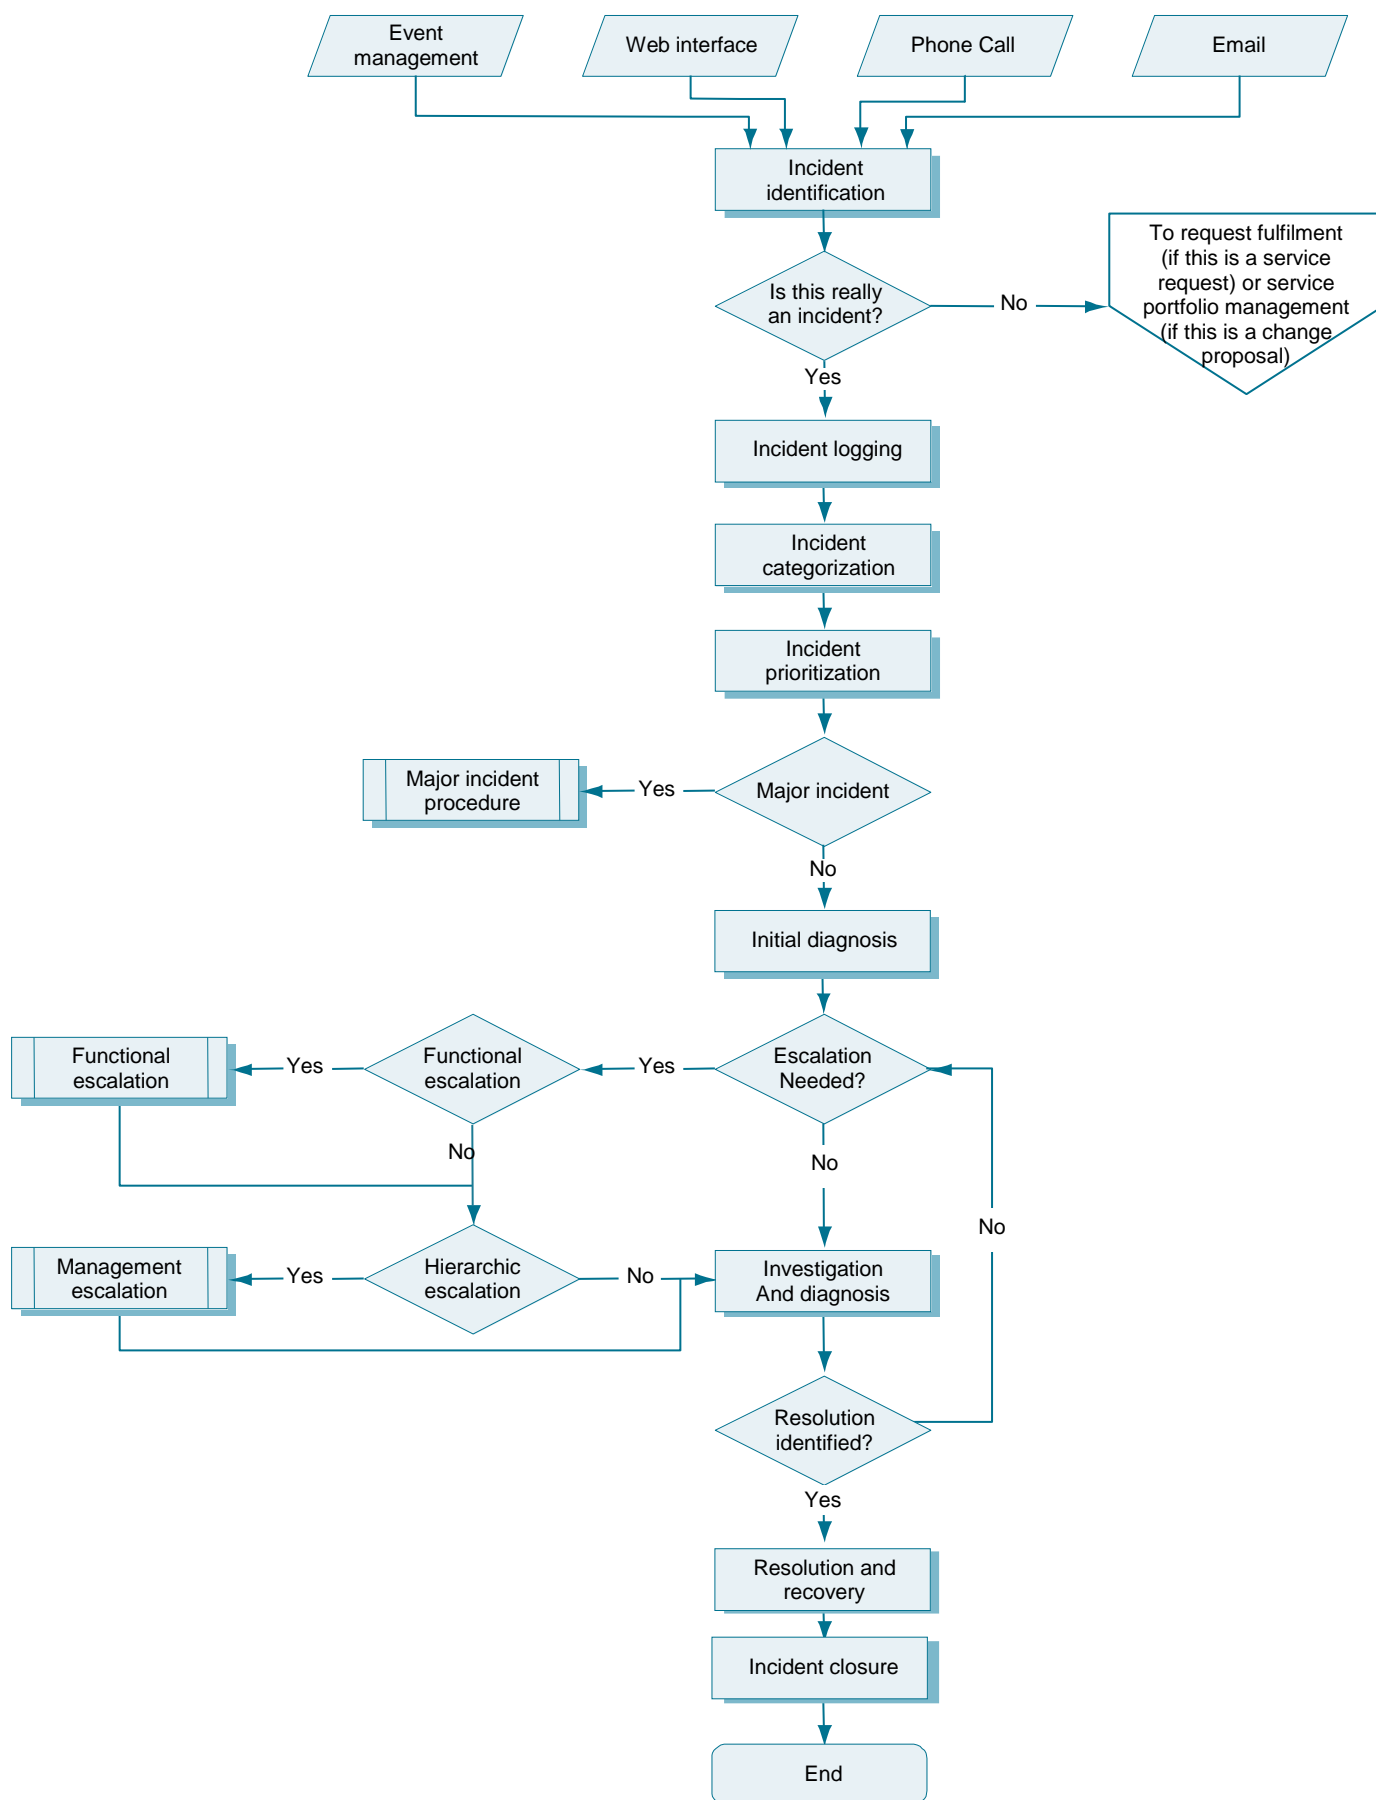 Event
management
Web interface
Phone Call
Email
Incident
identification
Is this really
an incident?
No
To request fulfilment
(if this is a service
request) or service
portfolio management
(if this is a change
proposal)
Yes
Incident logging
Incident
categorization
Incident
prioritization
Major incident
procedure
Yes
Major incident
No
Initial diagnosis
Functional
escalation
Yes
Functional
escalation
Yes
Escalation
Needed?
No
No
No
Management
escalation
Yes
Hierarchic
escalation
No
Investigation
And diagnosis
Resolution
identified?
Yes
Resolution and
recovery
Incident closure
End